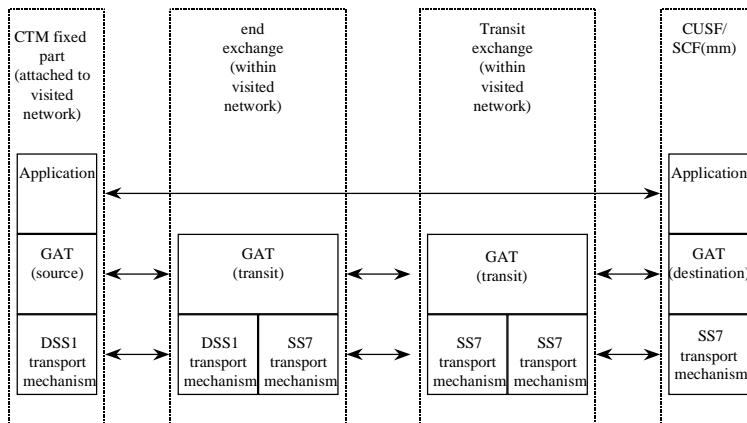 CTM fixed
part
(attached to
visited
network)
end
exchange
(within
visited
network)
Transit
exchange
(within
visited
network)
CUSF/
SCF(mm)
Application
Application
GAT
(source)
GAT
(transit)
GAT
(transit)
GAT
(destination)
DSS1
transport
mechanism
DSS1
transport
mechanism
SS7
transport
mechanism
SS7
transport
mechanism
SS7
transport
mechanism
SS7
transport
mechanism